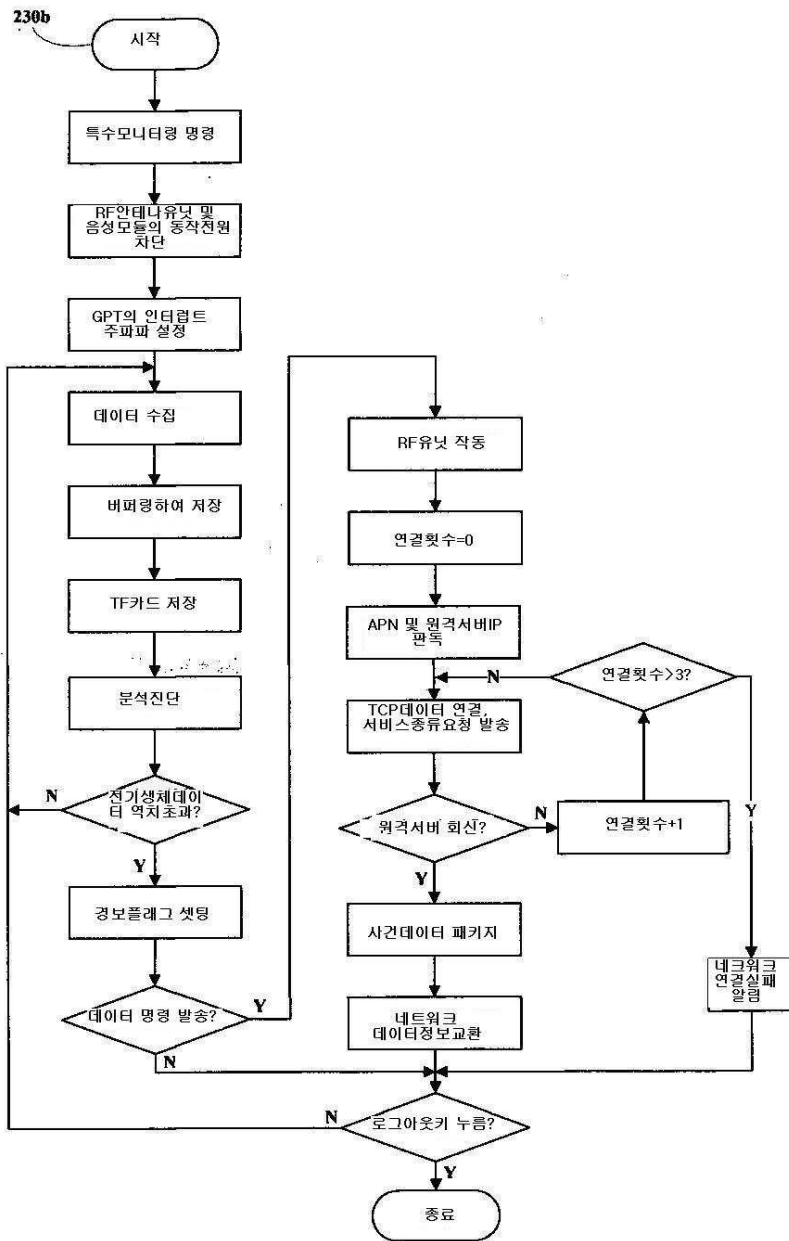 230b
시작
특수모니터링 명령
RF안테나유닛 및
음성모듈의 동작전원
차단
GPT의 인터럽트
주파파 설정
데이터 수집
버퍼링하여 저장
TF카드 저장
분석진단
전기생체데이
터 역치초과?
N
Y
경보플래그 셋팅
데이터 명령 발송?
Y
N
RF유닛 작동
연결횟수=0
APN 및 원격서버IP
판독
TCP데이터 연결,
서비스종류요청 발송
원격서버 회신?
N
Y
연결횟수+1
연결횟수>3?
N
Y
사건데이터 패키지
네트워크
데이터정보교환
네크워크
연결실패
알림
로그아웃키 누름?
N
Y
종료